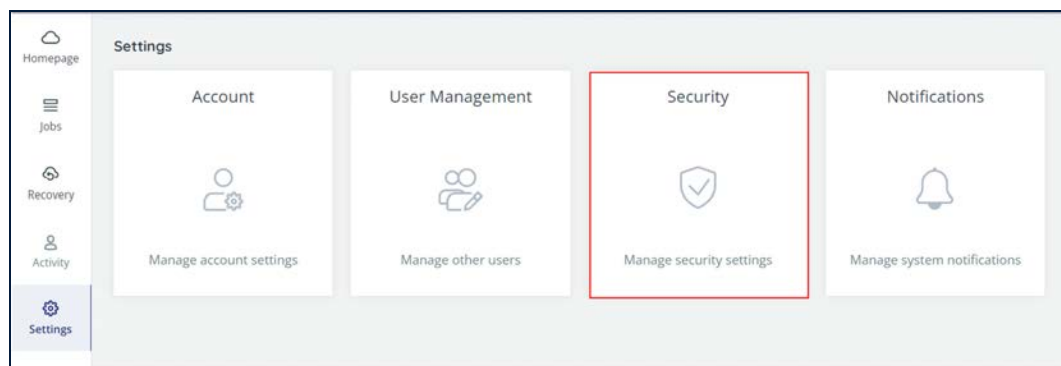 Homepage
Jobs
Recovery
Activity
Settings
Settings
Account
Manage account settings
User Management
Manage other users
Security
Manage security settings
Notifications
Manage system notifications